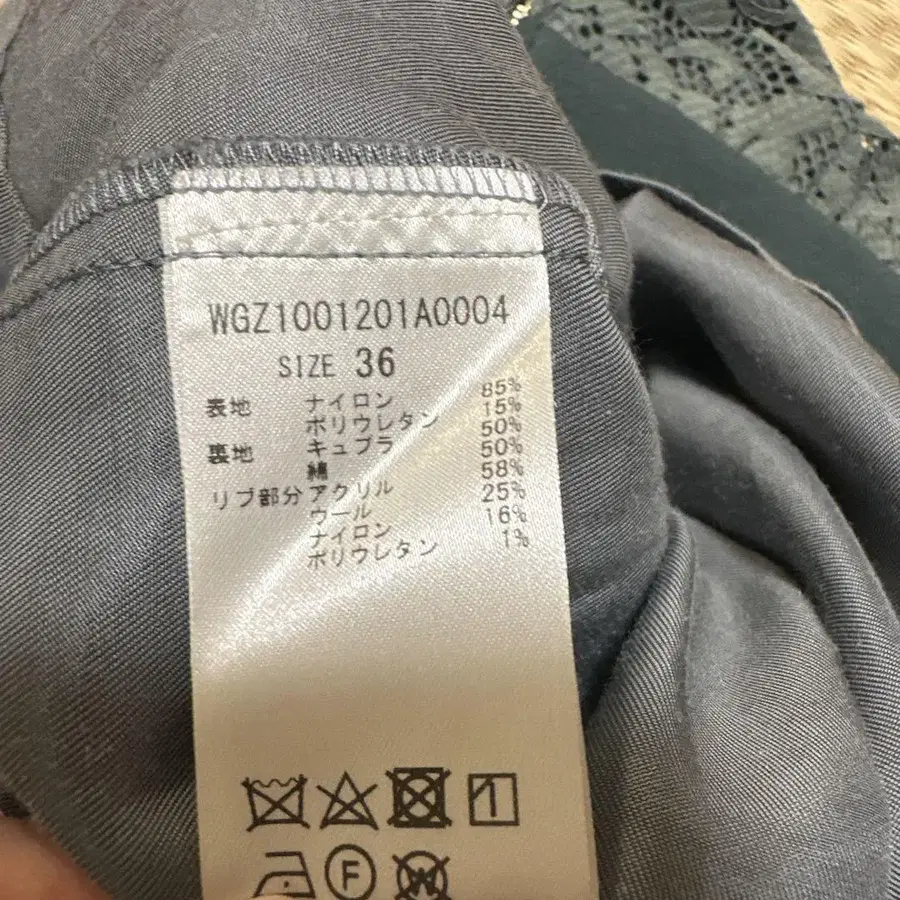 WGZ1001201A0004
SIZE 36
表地 ナイロン 85%
ポリウレタン 15%
裏地 キュプラ 50%
綿 50%
リブ部分 アクリル 58%
ウール 25%
ナイロン 16%
ポリウレタン 1%
F
W